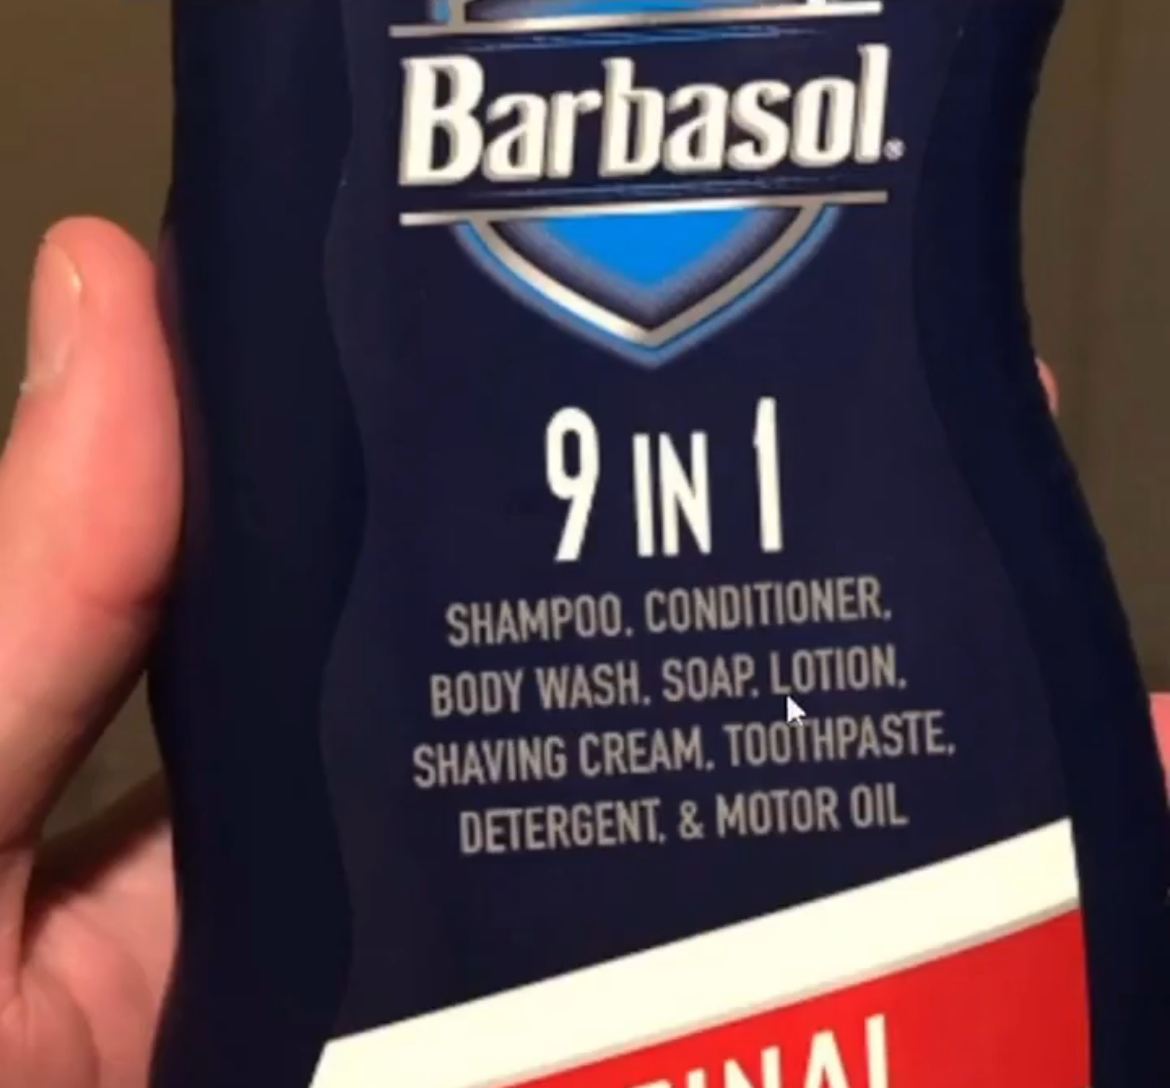 Barbasol®
9 IN 1
SHAMPOO, CONDITIONER,
BODY WASH, SOAP, LOTION,
SHAVING CREAM, TOOTHPASTE,
DETERGENT, & MOTOR OIL